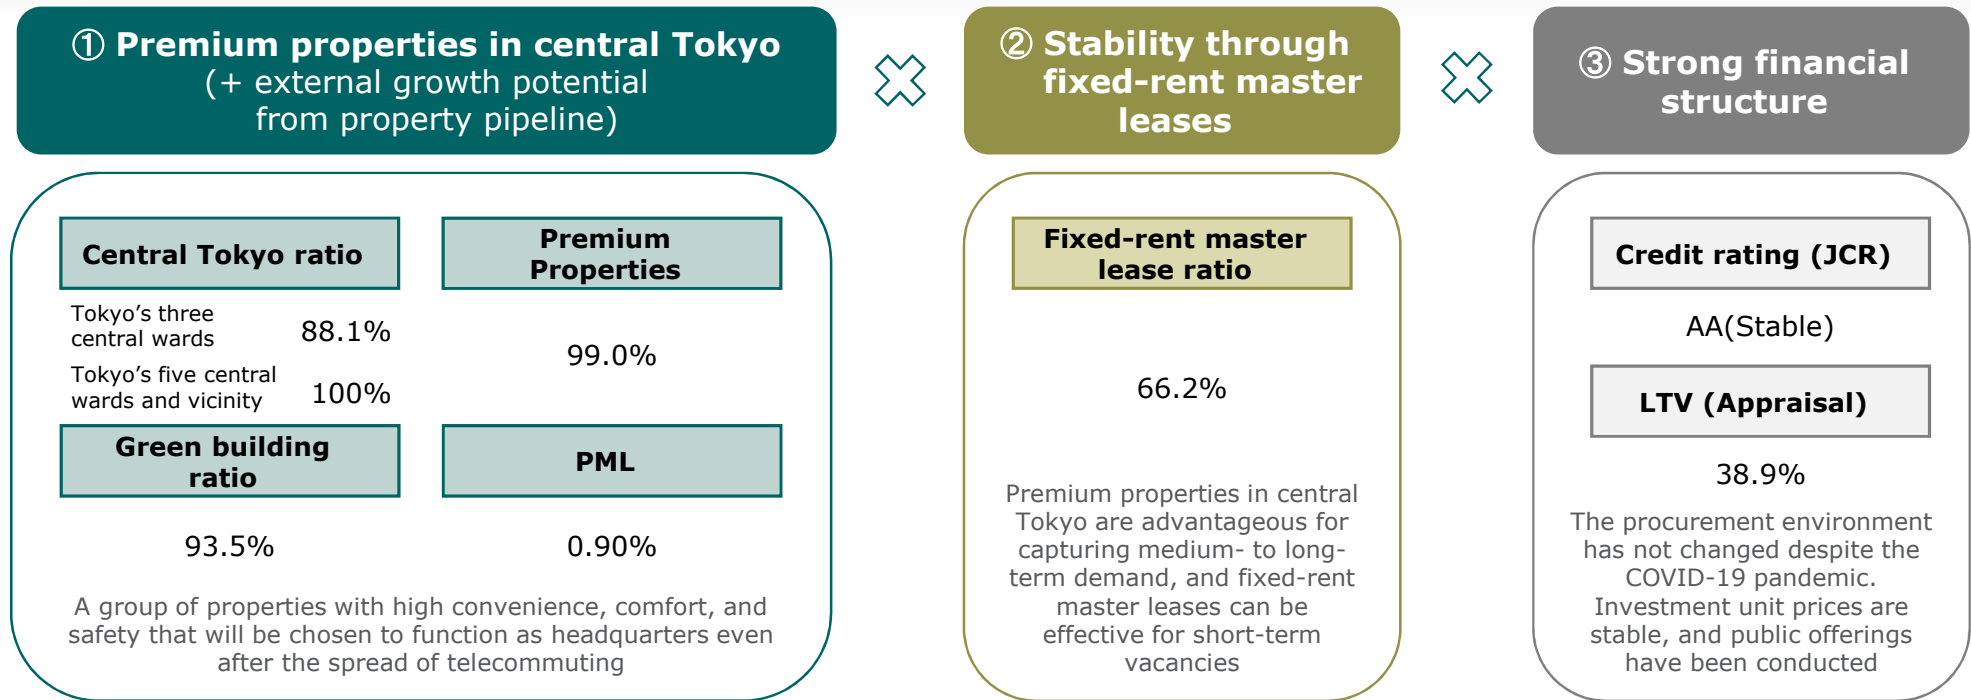 ① Premium properties in central Tokyo
(+ external growth potential
from property pipeline)
② Stability through
fixed-rent master
leases
③ Strong financial
structure
Central Tokyo ratio
Tokyo's three
central wards
88.1%
Tokyo's five central
wards and vicinity
100%
Premium
Properties
99.0%
Green building
ratio
93.5%
PML
0.90%
A group of properties with high convenience, comfort, and
safety that will be chosen to function as headquarters even
after the spread of telecommuting
Fixed-rent master
lease ratio
66.2%
Premium properties in central
Tokyo are advantageous for
capturing medium- to long-
term demand, and fixed-rent
master leases can be
effective for short-term
vacancies
Credit rating (JCR)
AA(Stable)
LTV (Appraisal)
38.9%
The procurement environment
has not changed despite the
COVID-19 pandemic.
Investment unit prices are
stable, and public offerings
have been conducted